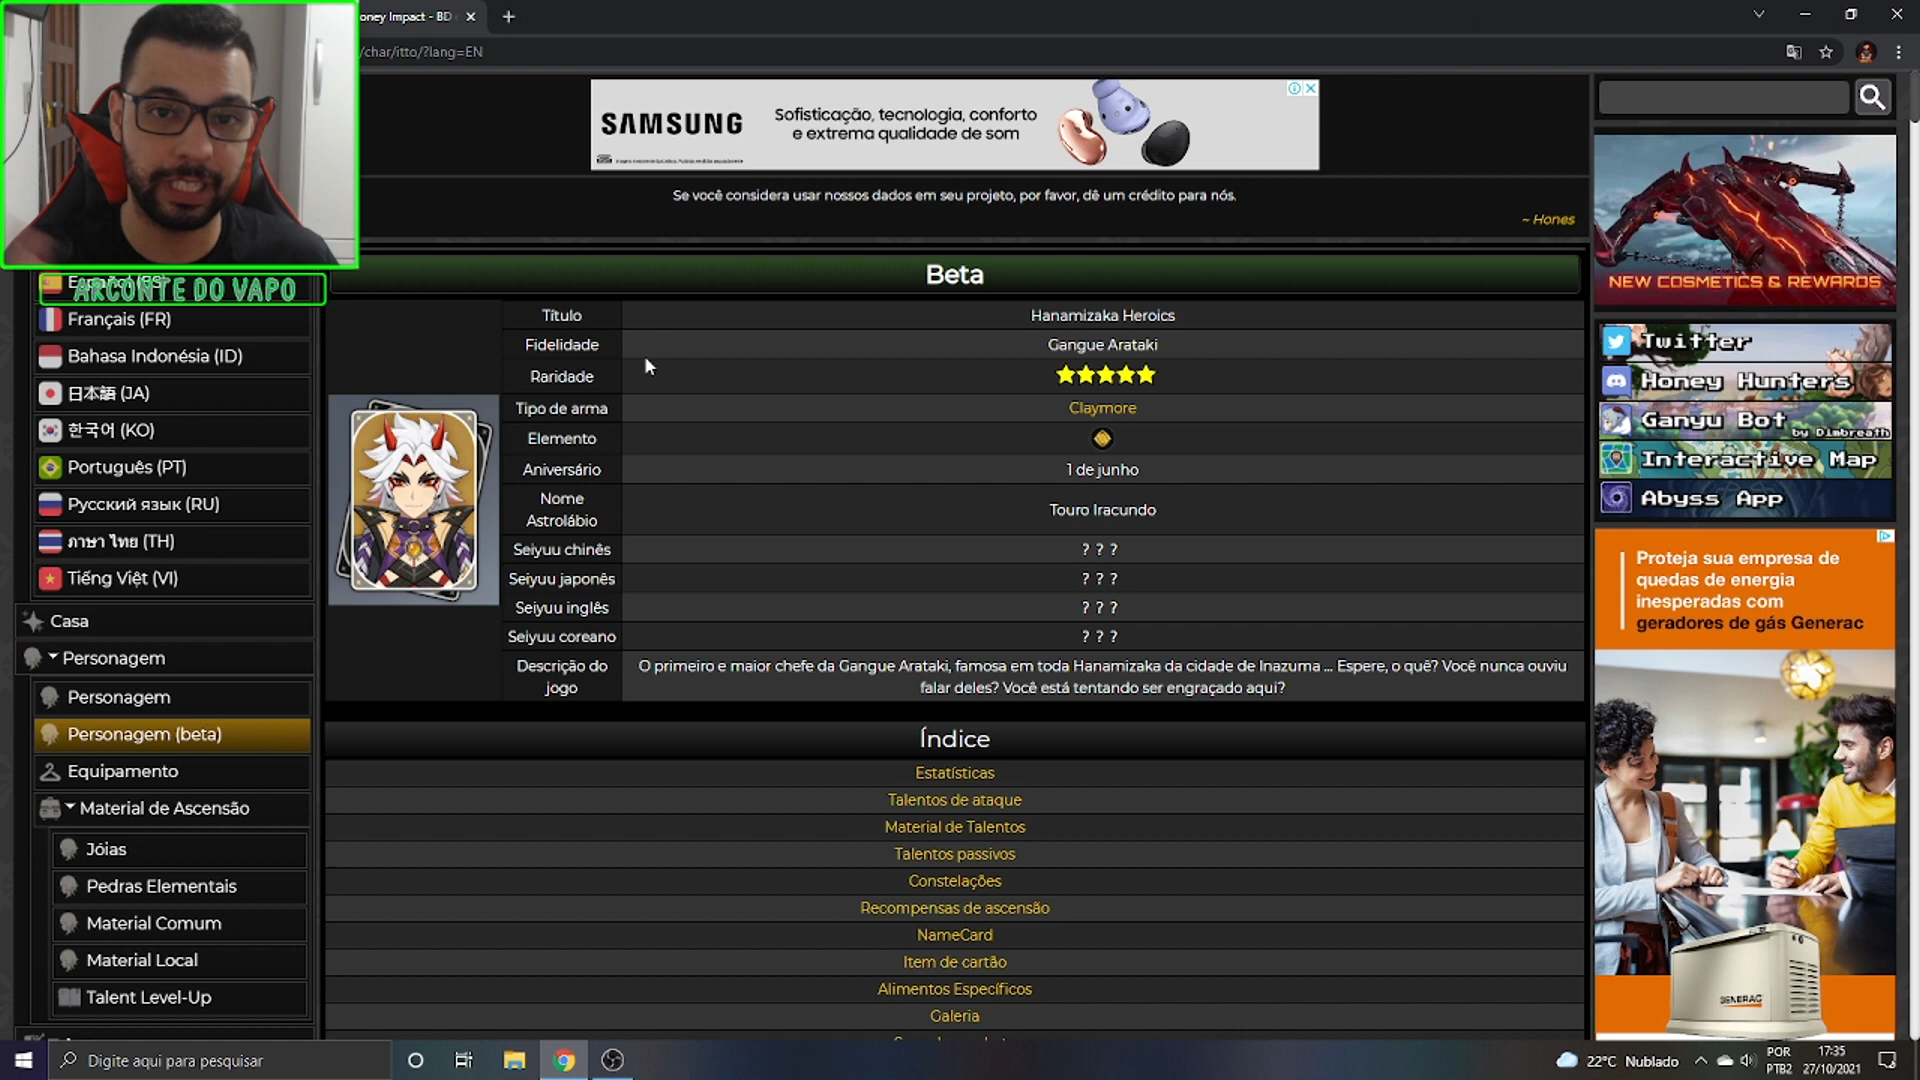 oney Impact - BD
/char/itto/?lang=EN
SAMSUNG
Sofisticação, tecnologia, conforto
e extrema qualidade de som
Se você considera usar nossos dados em seu projeto, por favor, dê um crédito para nós.
~ Hones
NEW COSMETICS & REWARDS
ARCONTE DO VAPO
Français (FR)
Bahasa Indonésia (ID)
日本語 (JA)
한국어 (KO)
Português (PT)
Русский язык (RU)
ภาษา ไทย (TH)
Tiếng Việt (VI)
Casa
Personagem
Personagem
Personagem (beta)
Equipamento
Material de Ascensão
Jóias
Pedras Elementais
Material Comum
Material Local
Talent Level-Up
Beta
Título
Hanamizaka Heroics
Fidelidade
Gangue Arataki
Raridade
Tipo de arma
Claymore
Elemento
Aniversário
1 de junho
Nome
Astrolábio
Touro Iracundo
Seiyuu chinês
? ? ?
Seiyuu japonês
? ? ?
Seiyuu inglês
? ? ?
Seiyuu coreano
? ? ?
Descrição do
jogo
O primeiro e maior chefe da Gangue Arataki, famosa em toda Hanamizaka da cidade de Inazuma ... Espere, o quê? Você nunca ouviu
falar deles? Você está tentando ser engraçado aqui?
Índice
Estatísticas
Talentos de ataque
Material de Talentos
Talentos passivos
Constelações
Recompensas de ascensão
NameCard
Item de cartão
Alimentos Específicos
Galeria
Twitter
Honey Hunters
Ganyu Bot
by Dimbreath
Interactive Map
Abyss App
Proteja sua empresa de
quedas de energia
inesperadas com
geradores de gás Generac
GENERAC
Digite aqui para pesquisar
22°C Nublado
POR
PTB2
17:35
27/10/2021